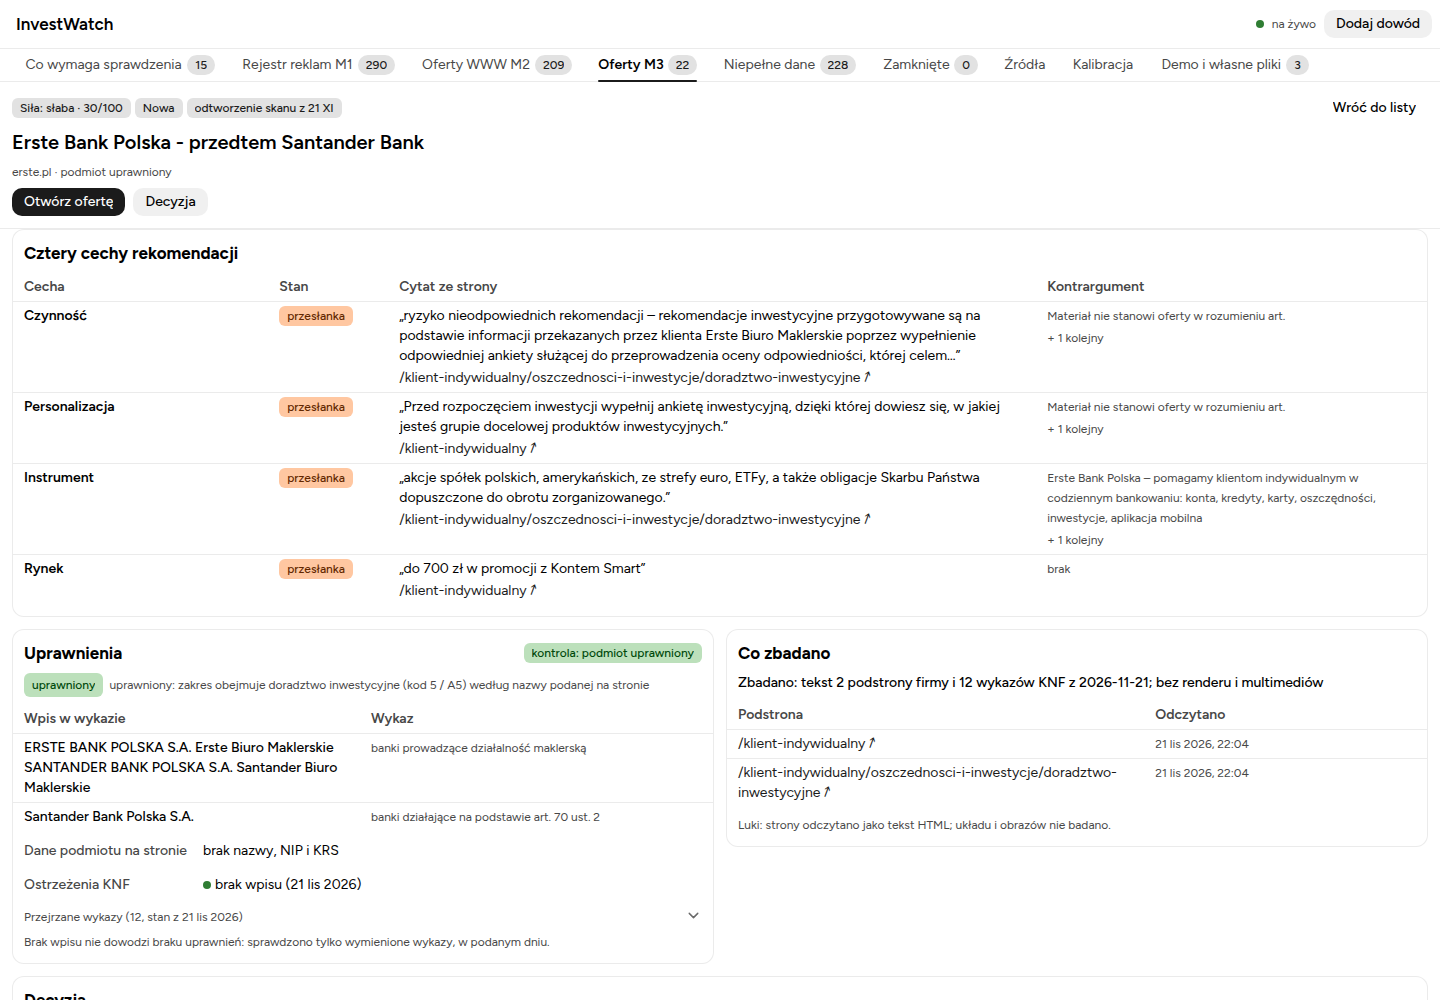 InvestWatch
na żywo
Dodaj dowód
Co wymaga sprawdzenia 15
Rejestr reklam M1 290
Oferty WWW M2 209
Oferty M3 22
Niepełne dane 228
Zamknięte 0
Źródła
Kalibracja
Demo i własne pliki 3
Siła: słaba · 30/100
Nowa
odtworzenie skanu z 21 XI
Wróć do listy
Erste Bank Polska - przedtem Santander Bank
erste.pl · podmiot uprawniony
Otwórz ofertę
Decyzja
Cztery cechy rekomendacji
Cecha
Stan
Cytat ze strony
Kontrargument
Czynność
przesłanka
„ryzyko nieodpowiednich rekomendacji – rekomendacje inwestycyjne przygotowywane są na
podstawie informacji przekazanych przez klienta Erste Biuro Maklerskie poprzez wypełnienie
odpowiedniej ankiety służącej do przeprowadzenia oceny odpowiedniości, której celem…”
/klient-indywidualny/oszczednosci-i-inwestycje/doradztwo-inwestycyjne ↗
Materiał nie stanowi oferty w rozumieniu art.
+ 1 kolejny
Personalizacja
przesłanka
„Przed rozpoczęciem inwestycji wypełnij ankietę inwestycyjną, dzięki której dowiesz się, w jakiej
jesteś grupie docelowej produktów inwestycyjnych.”
/klient-indywidualny ↗
Materiał nie stanowi oferty w rozumieniu art.
+ 1 kolejny
Instrument
przesłanka
„akcje spółek polskich, amerykańskich, ze strefy euro, ETFy, a także obligacje Skarbu Państwa
dopuszczone do obrotu zorganizowanego.”
/klient-indywidualny/oszczednosci-i-inwestycje/doradztwo-inwestycyjne ↗
Erste Bank Polska – pomagamy klientom indywidualnym w
codziennym bankowaniu: konta, kredyty, karty, oszczędności,
inwestycje, aplikacja mobilna
+ 1 kolejny
Rynek
przesłanka
„do 700 zł w promocji z Kontem Smart”
/klient-indywidualny ↗
brak
Uprawnienia
kontrola: podmiot uprawniony
uprawniony
uprawniony: zakres obejmuje doradztwo inwestycyjne (kod 5 / A5) według nazwy podanej na stronie
Wpis w wykazie
Wykaz
ERSTE BANK POLSKA S.A. Erste Biuro Maklerskie
SANTANDER BANK POLSKA S.A. Santander Biuro
Maklerskie
banki prowadzące działalność maklerską
Santander Bank Polska S.A.
banki działające na podstawie art. 70 ust. 2
Dane podmiotu na stronie
brak nazwy, NIP i KRS
Ostrzeżenia KNF
brak wpisu (21 lis 2026)
Przejrzane wykazy (12, stan z 21 lis 2026)
Brak wpisu nie dowodzi braku uprawnień: sprawdzono tylko wymienione wykazy, w podanym dniu.
Co zbadano
Zbadano: tekst 2 podstrony firmy i 12 wykazów KNF z 2026-11-21; bez renderu i multimediów
Podstrona
Odczytano
/klient-indywidualny ↗
21 lis 2026, 22:04
/klient-indywidualny/oszczednosci-i-inwestycje/doradztwo-
inwestycyjne ↗
21 lis 2026, 22:04
Luki: strony odczytano jako tekst HTML; układu i obrazów nie badano.
Decyzja